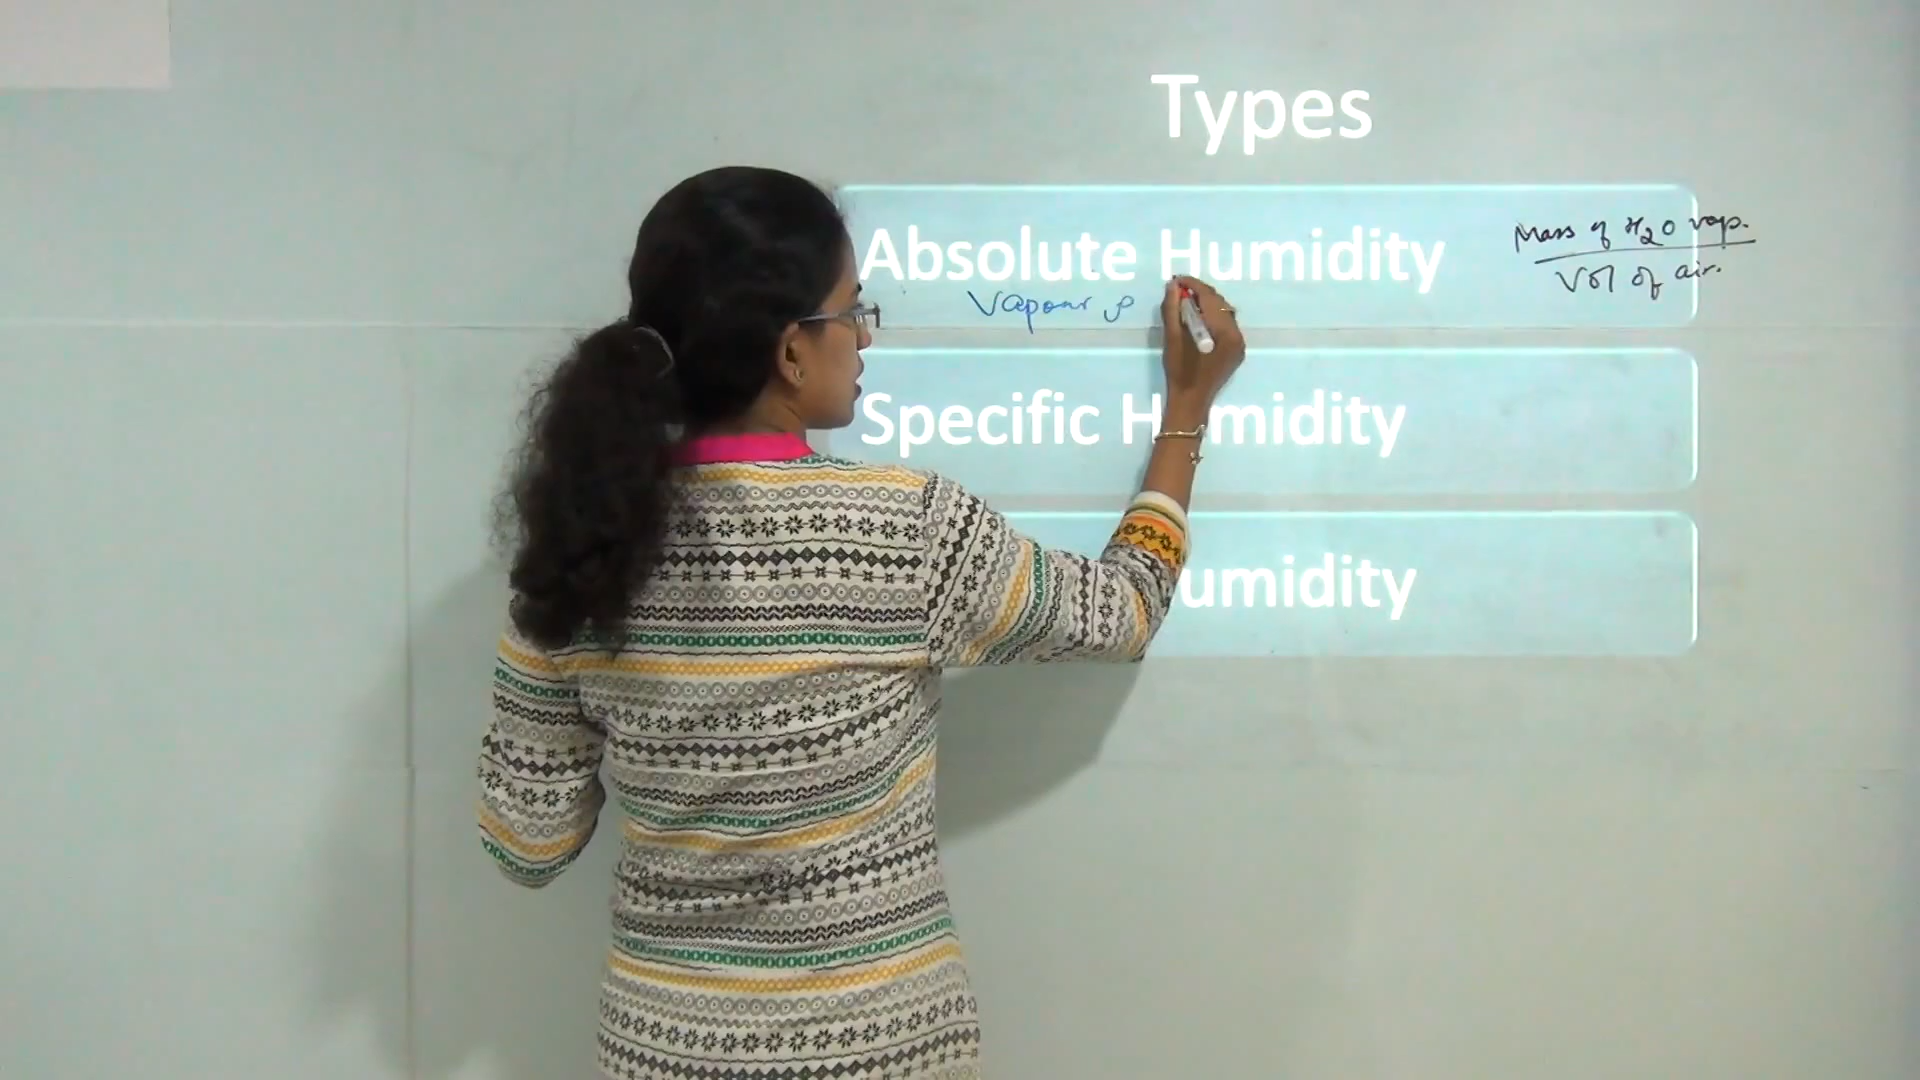 Types
Absolute Humidity
Mass of H2O vap.
Vol of air.
Vapour ρ
Specific H midity
umidity